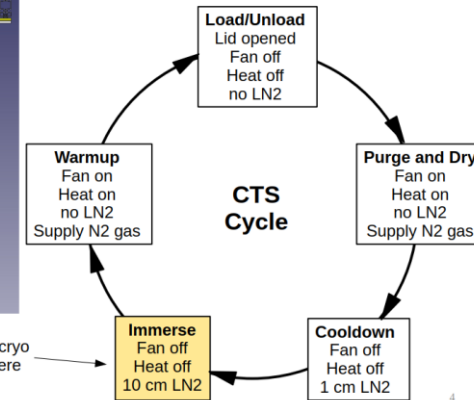 Load/Unload
Lid opened
Fan off
Heat off
no LN2
Warmup
Fan on
Heat on
no LN2
Supply N2 gas
CTS
Cycle
Purge and Dry
Fan on
Heat on
no LN2
Supply N2 gas
Immerse
Fan off
Heat off
10 cm LN2
Cooldown
Fan off
Heat off
1 cm LN2
cryo
4